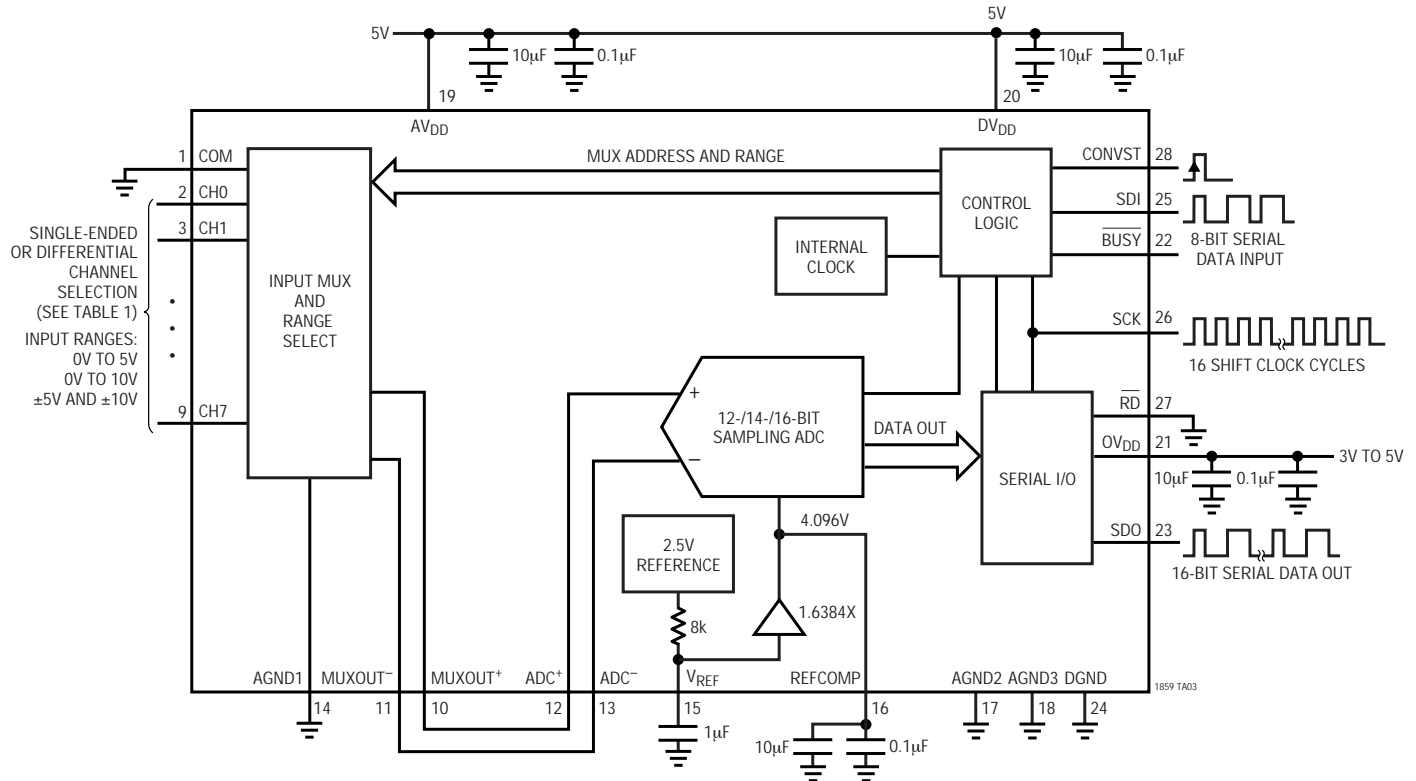 5V
5V
10µF
0.1µF
10µF
0.1µF
19
20
AVDD
DVDD
1
COM
MUX ADDRESS AND RANGE
CONVST
28
2
CH0
SDI
25
3
CH1
CONTROL
LOGIC
BUSY
22
8-BIT SERIAL
DATA INPUT
SINGLE-ENDED
OR DIFFERENTIAL
CHANNEL
SELECTION
(SEE TABLE 1)
INPUT RANGES:
0V TO 5V
0V TO 10V
±5V AND ±10V
INTERNAL
CLOCK
INPUT MUX
AND
RANGE
SELECT
SCK
26
16 SHIFT CLOCK CYCLES
9
CH7
+
12-/14-/16-BIT
SAMPLING ADC
–
DATA OUT
RD
27
OVDD
21
3V TO 5V
SERIAL I/O
10µF
0.1µF
4.096V
2.5V
REFERENCE
SDO
23
16-BIT SERIAL DATA OUT
1.6384X
8k
AGND1
MUXOUT–
MUXOUT+
ADC+
ADC–
VREF
REFCOMP
AGND2
AGND3
DGND
1859 TA03
14
11
10
12
13
15
16
17
18
24
1µF
10µF
0.1µF